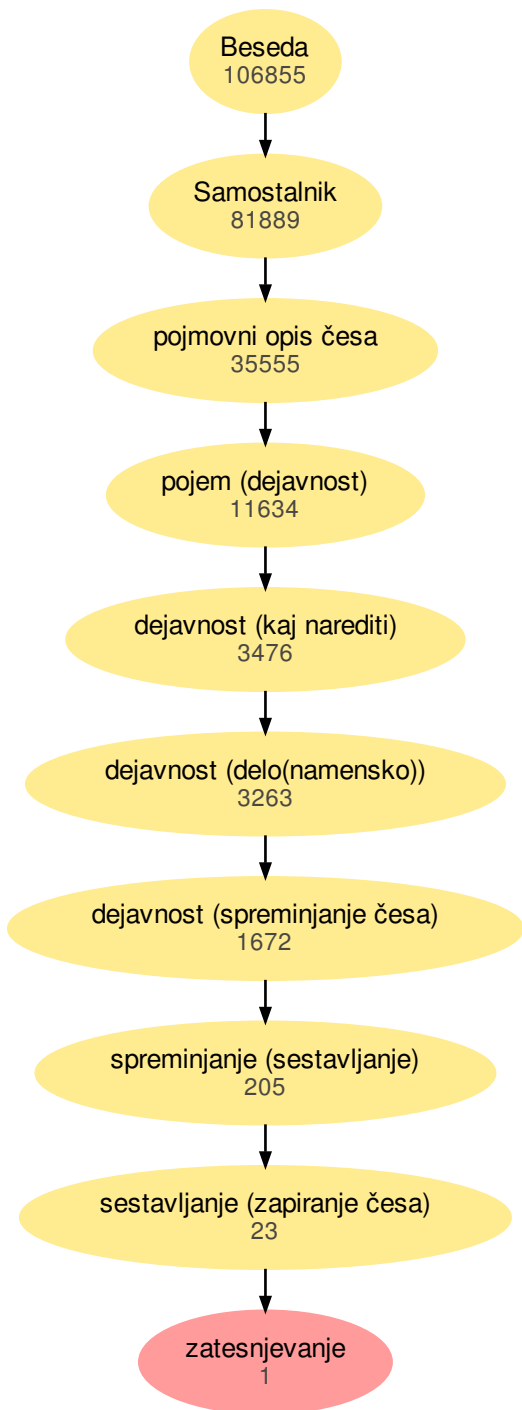 Beseda
106855
Samostalnik
81889
pojmovni opis česa
35555
pojem (dejavnost)
11634
dejavnost (kaj narediti)
3476
dejavnost (delo(namensko))
3263
dejavnost (spreminjanje česa)
1672
spreminjanje (sestavljanje)
205
sestavljanje (zapiranje česa)
23
zatesnjevanje
1